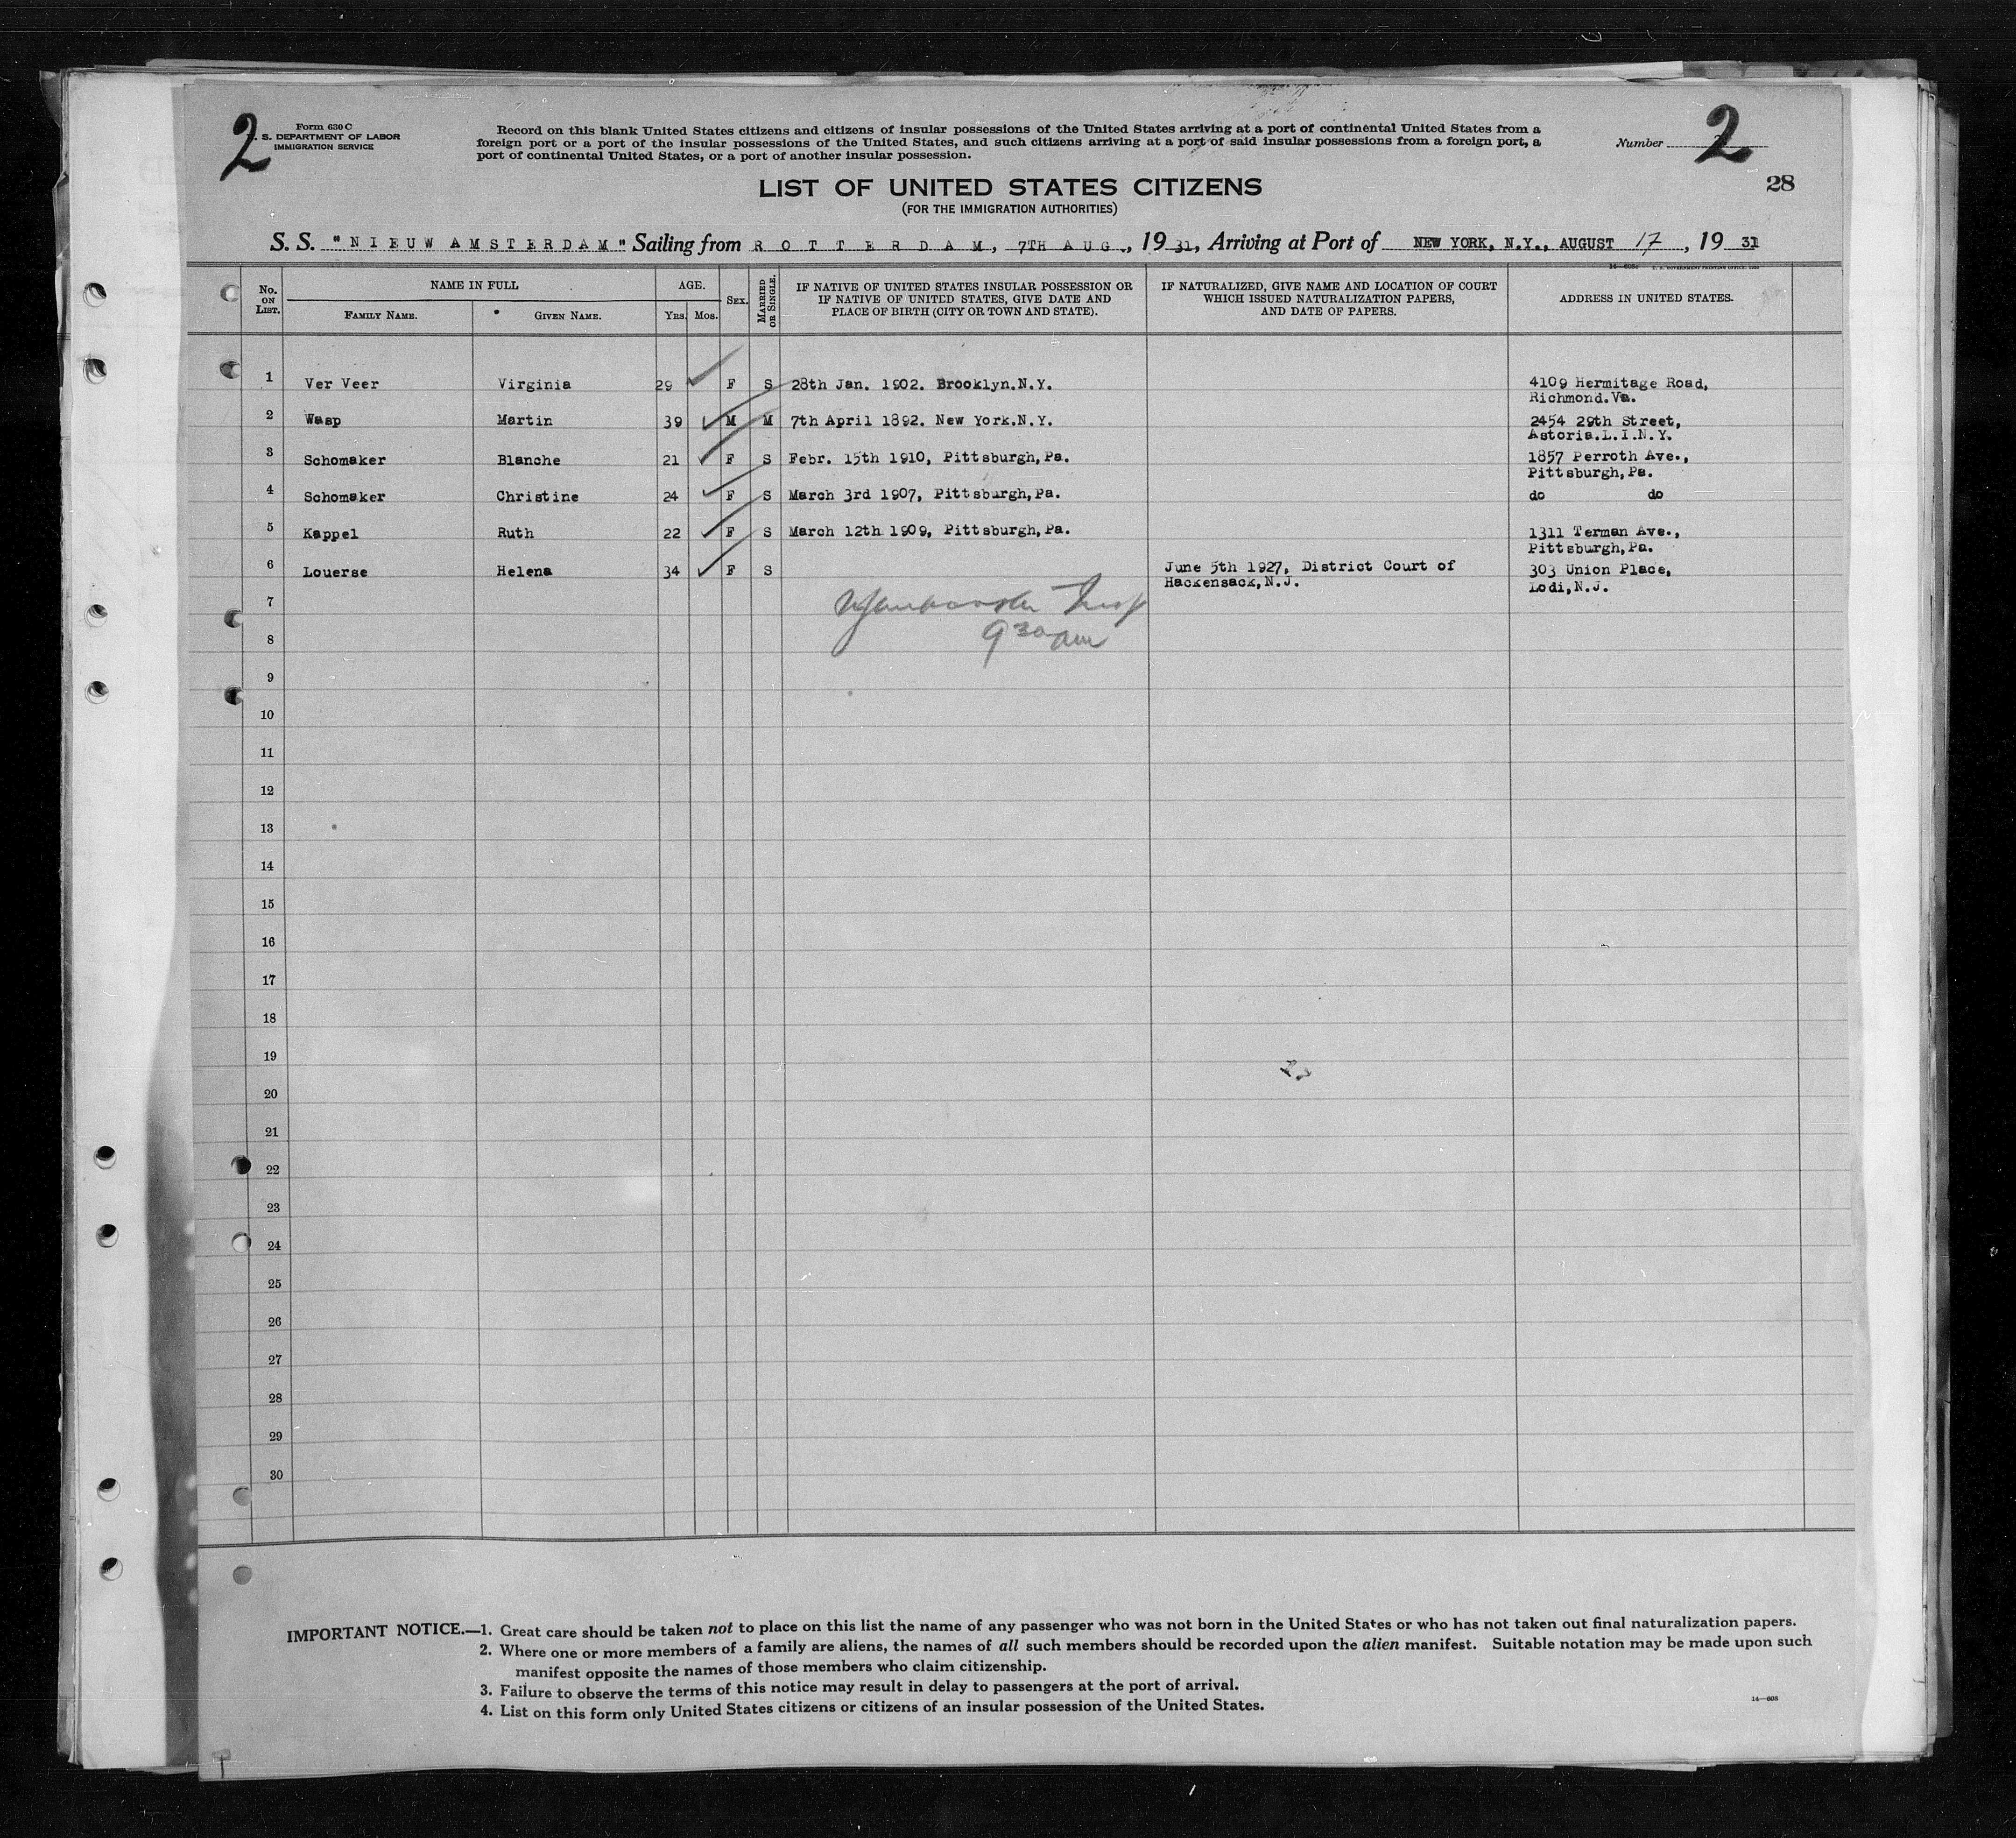 2
Form 630 C
U. S. DEPARTMENT OF LABOR
IMMIGRATION SERVICE
Record on this blank United States citizens and citizens of insular possessions of the United States arriving at a port of continental United States from a
foreign port or a port of the insular possessions of the United States, and such citizens arriving at a port of said insular possessions from a foreign port, a
port of continental United States, or a port of another insular possession.
Number 2
28
LIST OF UNITED STATES CITIZENS
(FOR THE IMMIGRATION AUTHORITIES)
S. S. "NIEUW AMSTERDAM" Sailing from ROTTERDAM, 7TH AUG., 19 31, Arriving at Port of NEW YORK, N.Y., AUGUST 17, 19 31
No. ON LIST. NAME IN FULL AGE. SEX. MARRIED OR SINGLE. IF NATIVE OF UNITED STATES INSULAR POSSESSION OR IF NATIVE OF UNITED STATES, GIVE DATE AND PLACE OF BIRTH (CITY OR TOWN AND STATE). IF NATURALIZED, GIVE NAME AND LOCATION OF COURT WHICH ISSUED NATURALIZATION PAPERS, AND DATE OF PAPERS. ADDRESS IN UNITED STATES.
FAMILY NAME. GIVEN NAME. YRS. MOS.
1 Ver Veer Virginia 29 F S 28th Jan. 1902. Brooklyn.N.Y. 4109 Hermitage Road,
Richmond.Va.
2 Wasp Martin 39 M M 7th April 1892. New York.N.Y. 2454 29th Street,
Astoria.L.I.N.Y.
3 Schomaker Blanche 21 F S Febr. 15th 1910, Pittsburgh,Pa. 1857 Perroth Ave.,
Pittsburgh,Pa.
4 Schomaker Christine 24 F S March 3rd 1907, Pittsburgh,Pa. do do
5 Kappel Ruth 22 F S March 12th 1909, Pittsburgh,Pa. 1311 Terman Ave.,
Pittsburgh,Pa.
6 Louerse Helena 34 F S June 5th 1927, District Court of 303 Union Place,
Hackensack,N.J. Lodi,N.J.
7
9 30 am
8
9
10
11
12
13
14
15
16
17
18
19
20
21
22
23
24
25
26
27
28
29
30
IMPORTANT NOTICE.—1. Great care should be taken not to place on this list the name of any passenger who was not born in the United States or who has not taken out final naturalization papers.
2. Where one or more members of a family are aliens, the names of all such members should be recorded upon the alien manifest. Suitable notation may be made upon such
manifest opposite the names of those members who claim citizenship.
3. Failure to observe the terms of this notice may result in delay to passengers at the port of arrival.
4. List on this form only United States citizens or citizens of an insular possession of the United States.
14—608